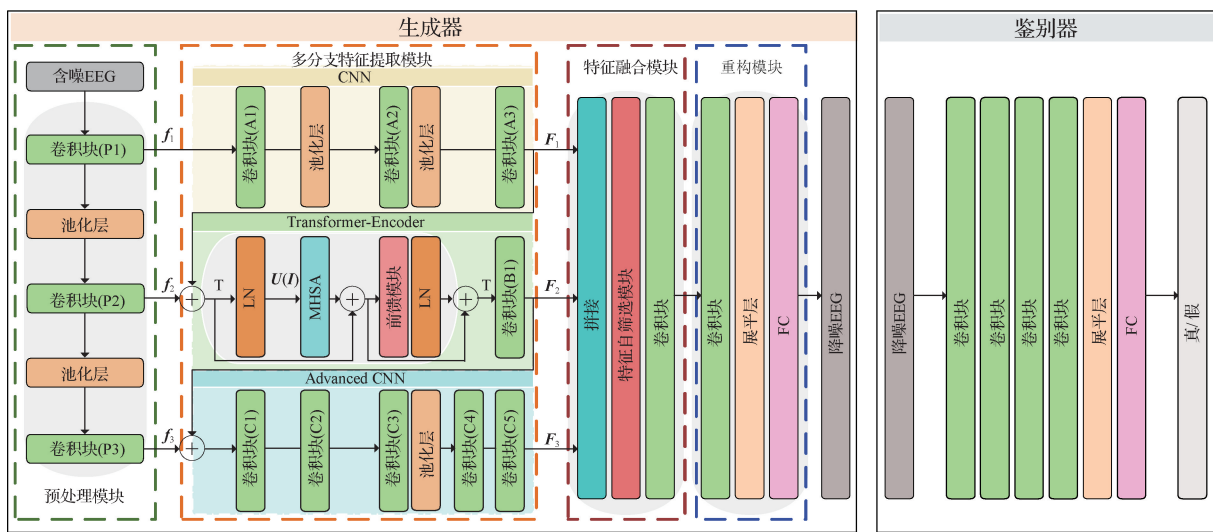 生成器
含噪EEG
卷积块(P1)
池化层
卷积块(P2)
池化层
卷积块(P3)
预处理模块
f1
f2
f3
多分支特征提取模块
CNN
卷积块(A1)
池化层
卷积块(A2)
池化层
卷积块(A3)
Transformer-Encoder
T
LN
U(I)
MHSA
前馈模块
LN
T
卷积块(B1)
Advanced CNN
卷积块(C1)
卷积块(C2)
卷积块(C3)
池化层
卷积块(C4)
卷积块(C5)
F1
F2
F3
特征融合模块
拼接
特征自筛选模块
卷积块
重构模块
卷积块
展平层
FC
降噪EEG
鉴别器
降噪EEG
卷积块
卷积块
卷积块
卷积块
展平层
FC
真/假